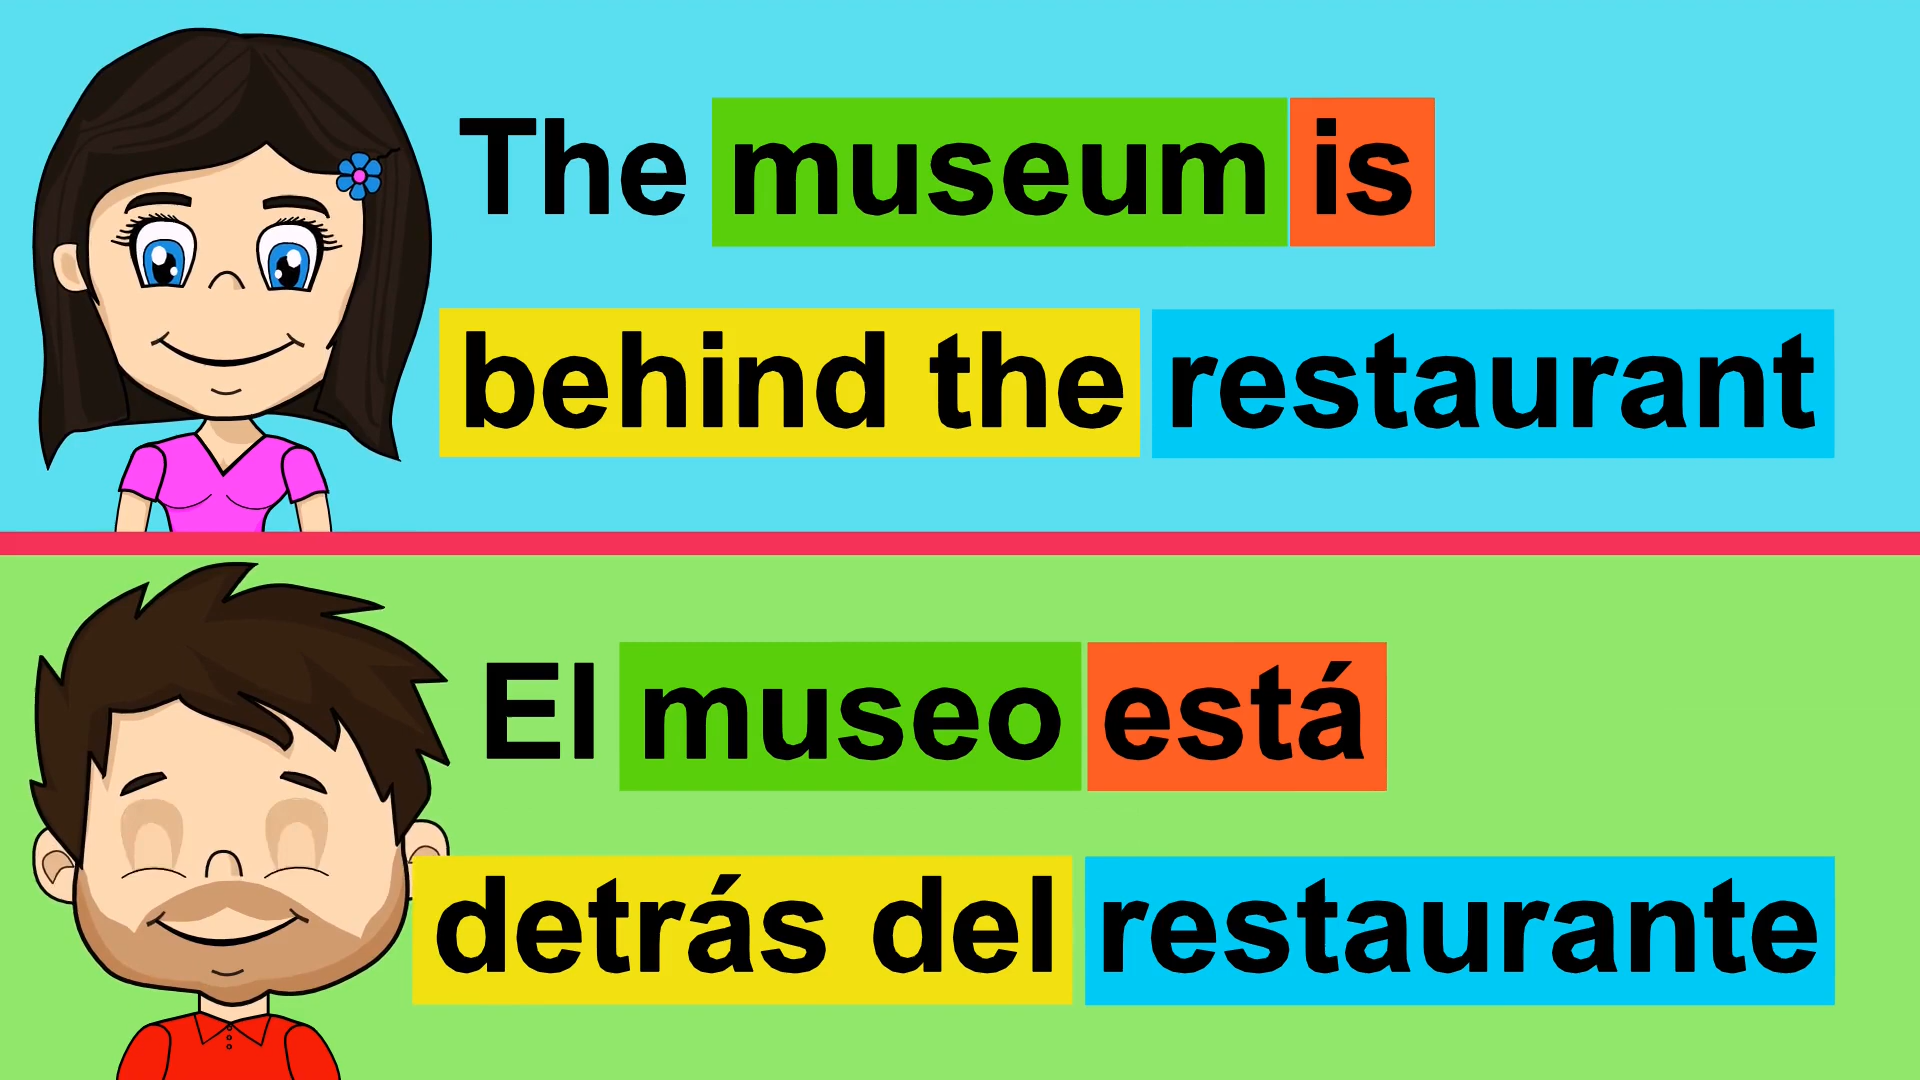 The museum is
behind the restaurant
El museo está
detrás del restaurante